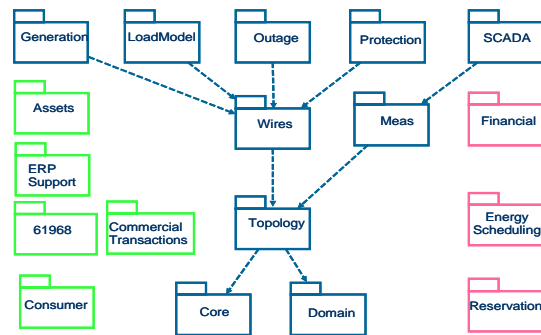 Generation
LoadModel
Outage
Protection
SCADA
Assets
Wires
Meas
Financial
ERP
Support
61968
Commercial
Transactions
Topology
Energy
Scheduling
Consumer
Core
Domain
Reservation